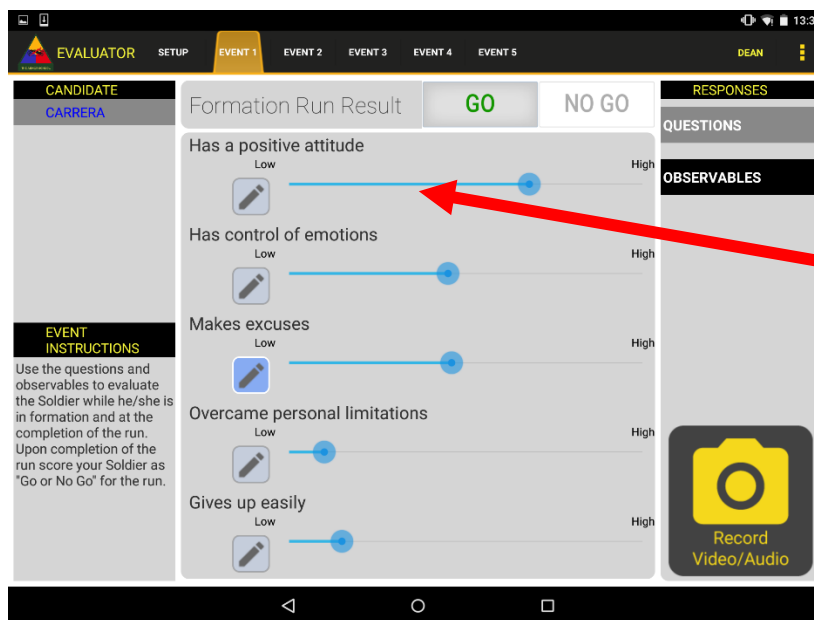 13:3
EVALUATOR SETUP EVENT 1 EVENT 2 EVENT 3 EVENT 4 EVENT 5 DEAN
CANDIDATE
CARRERA
EVENT
INSTRUCTIONS
Use the questions and
observables to evaluate
the Soldier while he/she is
in formation and at the
completion of the run.
Upon completion of the
run score your Soldier as
"Go or No Go" for the run.
Formation Run Result GO NO GO
Has a positive attitude
Low High
Has control of emotions
Low High
Makes excuses
Low High
Overcame personal limitations
Low High
Gives up easily
Low High
RESPONSES
QUESTIONS
OBSERVABLES
Record
Video/Audio